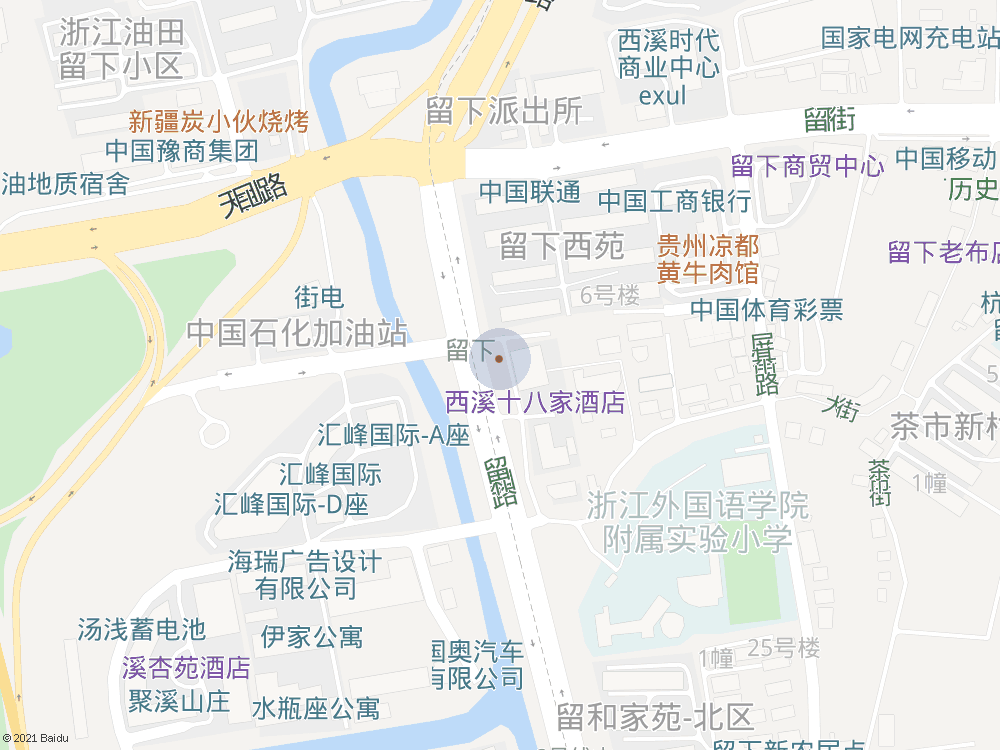 浙江油田
留下小区
西溪时代
商业中心
exul
国家电网充电站
留下派出所
新疆炭小伙烧烤
中国豫商集团
留下商贸中心
中国移动
油地质宿舍
中国联通
中国工商银行
历史
留下西苑
贵州凉都
黄牛肉馆
留下老布店
6号楼
街电
中国体育彩票
杭
留
中国石化加油站
留下
西溪十八家酒店
5
茶市新村
汇峰国际-A座
汇峰国际
汇峰国际-D座
留和路
茶市街
1幢
浙江外国语学院
附属实验小学
海瑞广告设计
有限公司
汤浅蓄电池
伊家公寓
国奥汽车
有限公司
1幢
25号楼
溪杏苑酒店
聚溪山庄
水瓶座公寓
留和家苑-北区
留下新农居点
© 2021 Baidu